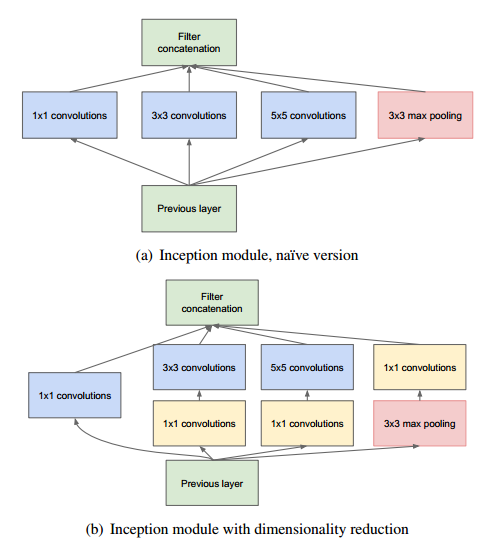 Filter
concatenation
1x1 convolutions
3x3 convolutions
5x5 convolutions
3x3 max pooling
Previous layer
(a) Inception module, naïve version
Filter
concatenation
3x3 convolutions
5x5 convolutions
1x1 convolutions
1x1 convolutions
1x1 convolutions
1x1 convolutions
3x3 max pooling
Previous layer
(b) Inception module with dimensionality reduction